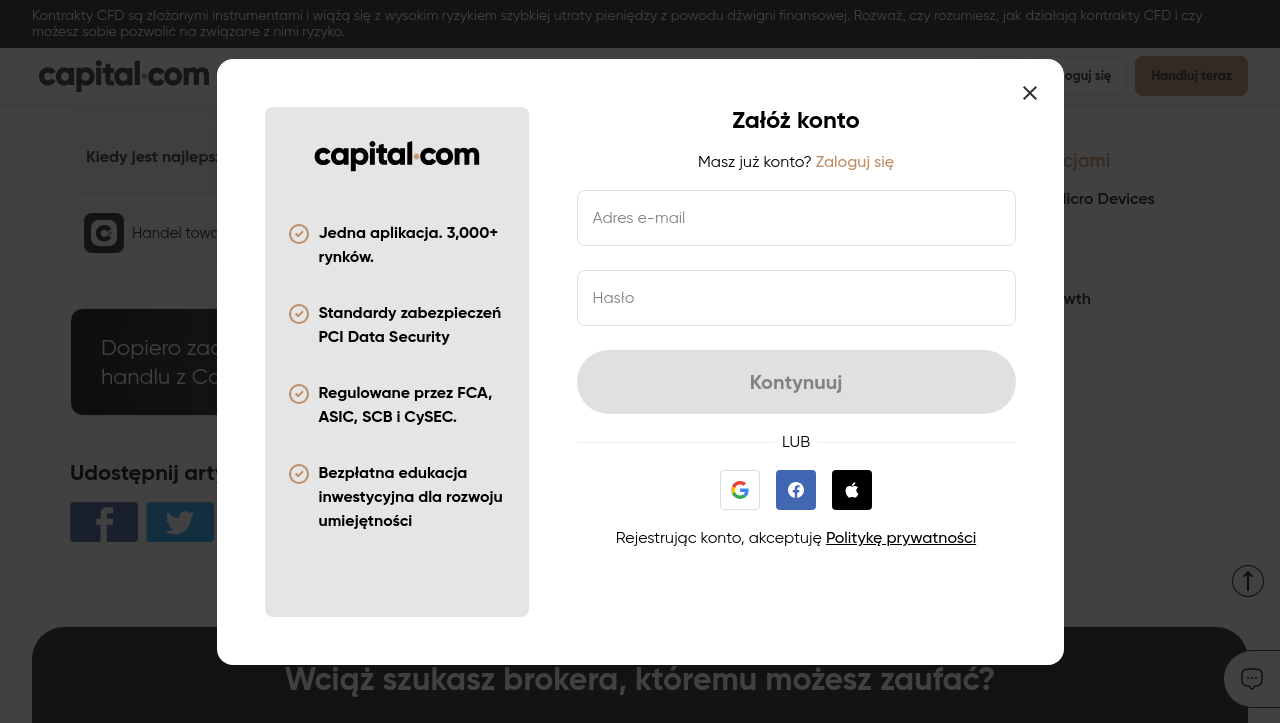 Kontrakty CFD są złożonymi instrumentami i wiążą się z wysokim ryzykiem szybkiej utraty pieniędzy z powodu dźwigni finansowej. Rozważ, czy rozumiesz, jak działają kontrakty CFD i czy
możesz sobie pozwolić na związane z nimi ryzyko.
capital.com
oguj się
Handluj teraz
Kiedy jest najleps
Handel towa
Dopiero zac
handlu z Ca
Udostępnij arty
capital.com
Jedna aplikacja. 3,000+
rynków.
Standardy zabezpieczeń
PCI Data Security
Regulowane przez FCA,
ASIC, SCB i CySEC.
Bezpłatna edukacja
inwestycyjna dla rozwoju
umiejętności
Załóż konto
Masz już konto? Zaloguj się
Adres e-mail
Hasło
Kontynuuj
LUB
Rejestrując konto, akceptuję Politykę prywatności
cjami
icro Devices
wth
Wciąż szukasz brokera, któremu możesz zaufać?